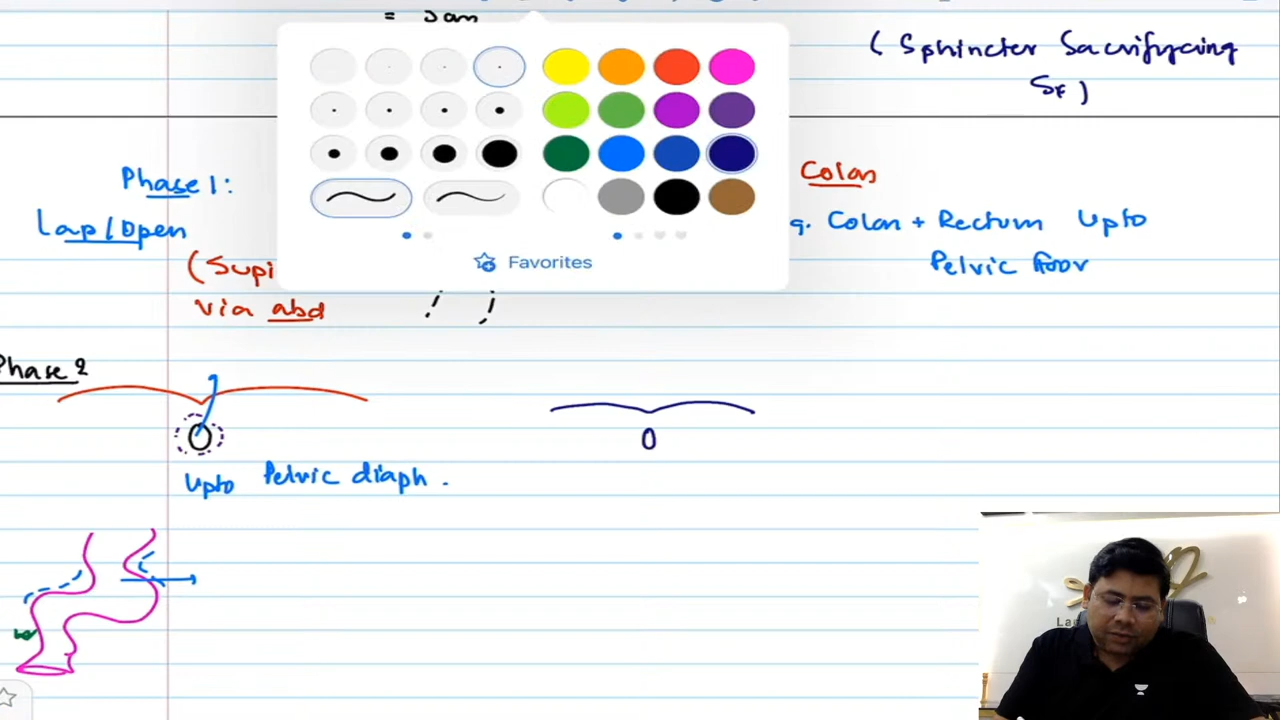 = 5cm
( Sphincter Sacrifycing
Sx )
Phase 1:
Colon
Lap/Open
Colon + Rectum Upto
Pelvic floor
(Supi
via abd
Favorites
Phase 2
Upto Pelvic diaph.